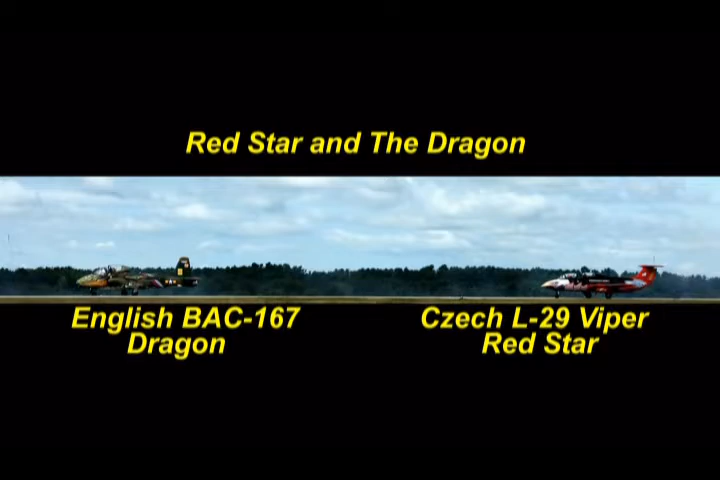 Red Star and The Dragon
English BAC-167
Dragon
Czech L-29 Viper
Red Star